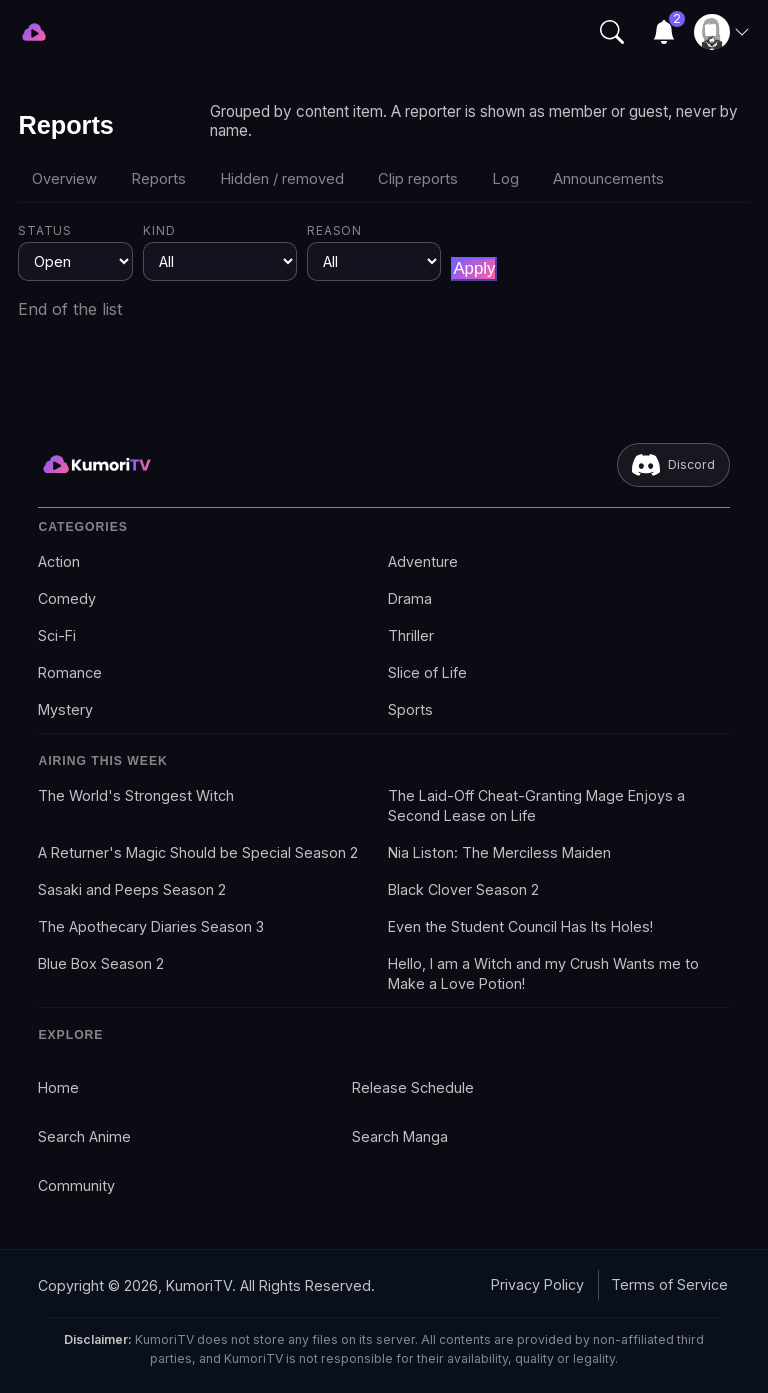 2
Reports
Grouped by content item. A reporter is shown as member or guest, never by
name.
Overview Reports Hidden / removed Clip reports Log Announcements
STATUS KIND REASON
Open All All Apply
End of the list
KumoriTV
Discord
CATEGORIES
Action Adventure
Comedy Drama
Sci-Fi Thriller
Romance Slice of Life
Mystery Sports
AIRING THIS WEEK
The World's Strongest Witch
The Laid-Off Cheat-Granting Mage Enjoys a
Second Lease on Life
A Returner's Magic Should be Special Season 2
Nia Liston: The Merciless Maiden
Sasaki and Peeps Season 2
Black Clover Season 2
The Apothecary Diaries Season 3
Even the Student Council Has Its Holes!
Blue Box Season 2
Hello, I am a Witch and my Crush Wants me to
Make a Love Potion!
EXPLORE
Home Release Schedule
Search Anime Search Manga
Community
Copyright © 2026, KumoriTV. All Rights Reserved.
Privacy Policy Terms of Service
Disclaimer: KumoriTV does not store any files on its server. All contents are provided by non-affiliated third
parties, and KumoriTV is not responsible for their availability, quality or legality.